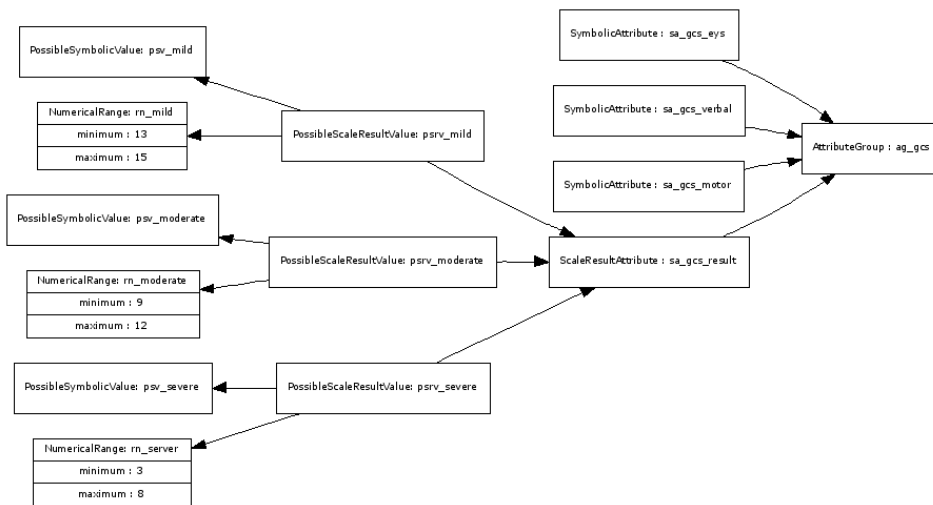 SymbolicAttribute : sa_gcs_eys
PossibleSymbolicValue: psv_mild
NumericalRange: rn_mild
minimum : 13
maximum : 15
PossibleScaleResultValue: psrv_mild
SymbolicAttribute : sa_gcs_verbal
AttributeGroup : ag_gcs
SymbolicAttribute : sa_gcs_motor
PossibleSymbolicValue: psv_moderate
PossibleScaleResultValue: psrv_moderate
ScaleResultAttribute : sa_gcs_result
NumericalRange: rn_moderate
minimum : 9
maximum : 12
PossibleSymbolicValue: psv_severe
PossibleScaleResultValue: psrv_severe
NumericalRange: rn_server
minimum : 3
maximum : 8